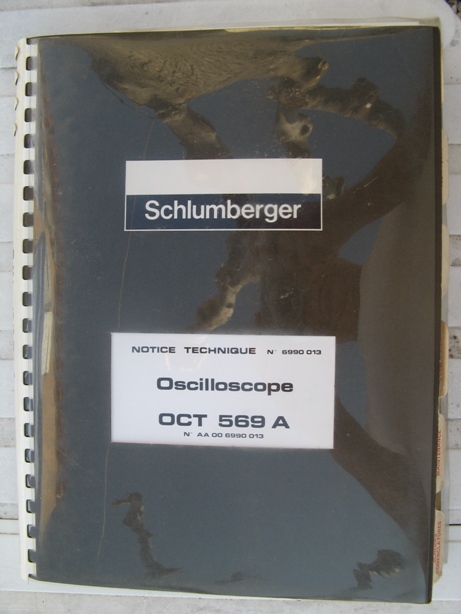 Schlumberger
NOTICE TECHNIQUE N° 6990 013
Oscilloscope
OCT 569 A
N° AA 00 6990 013